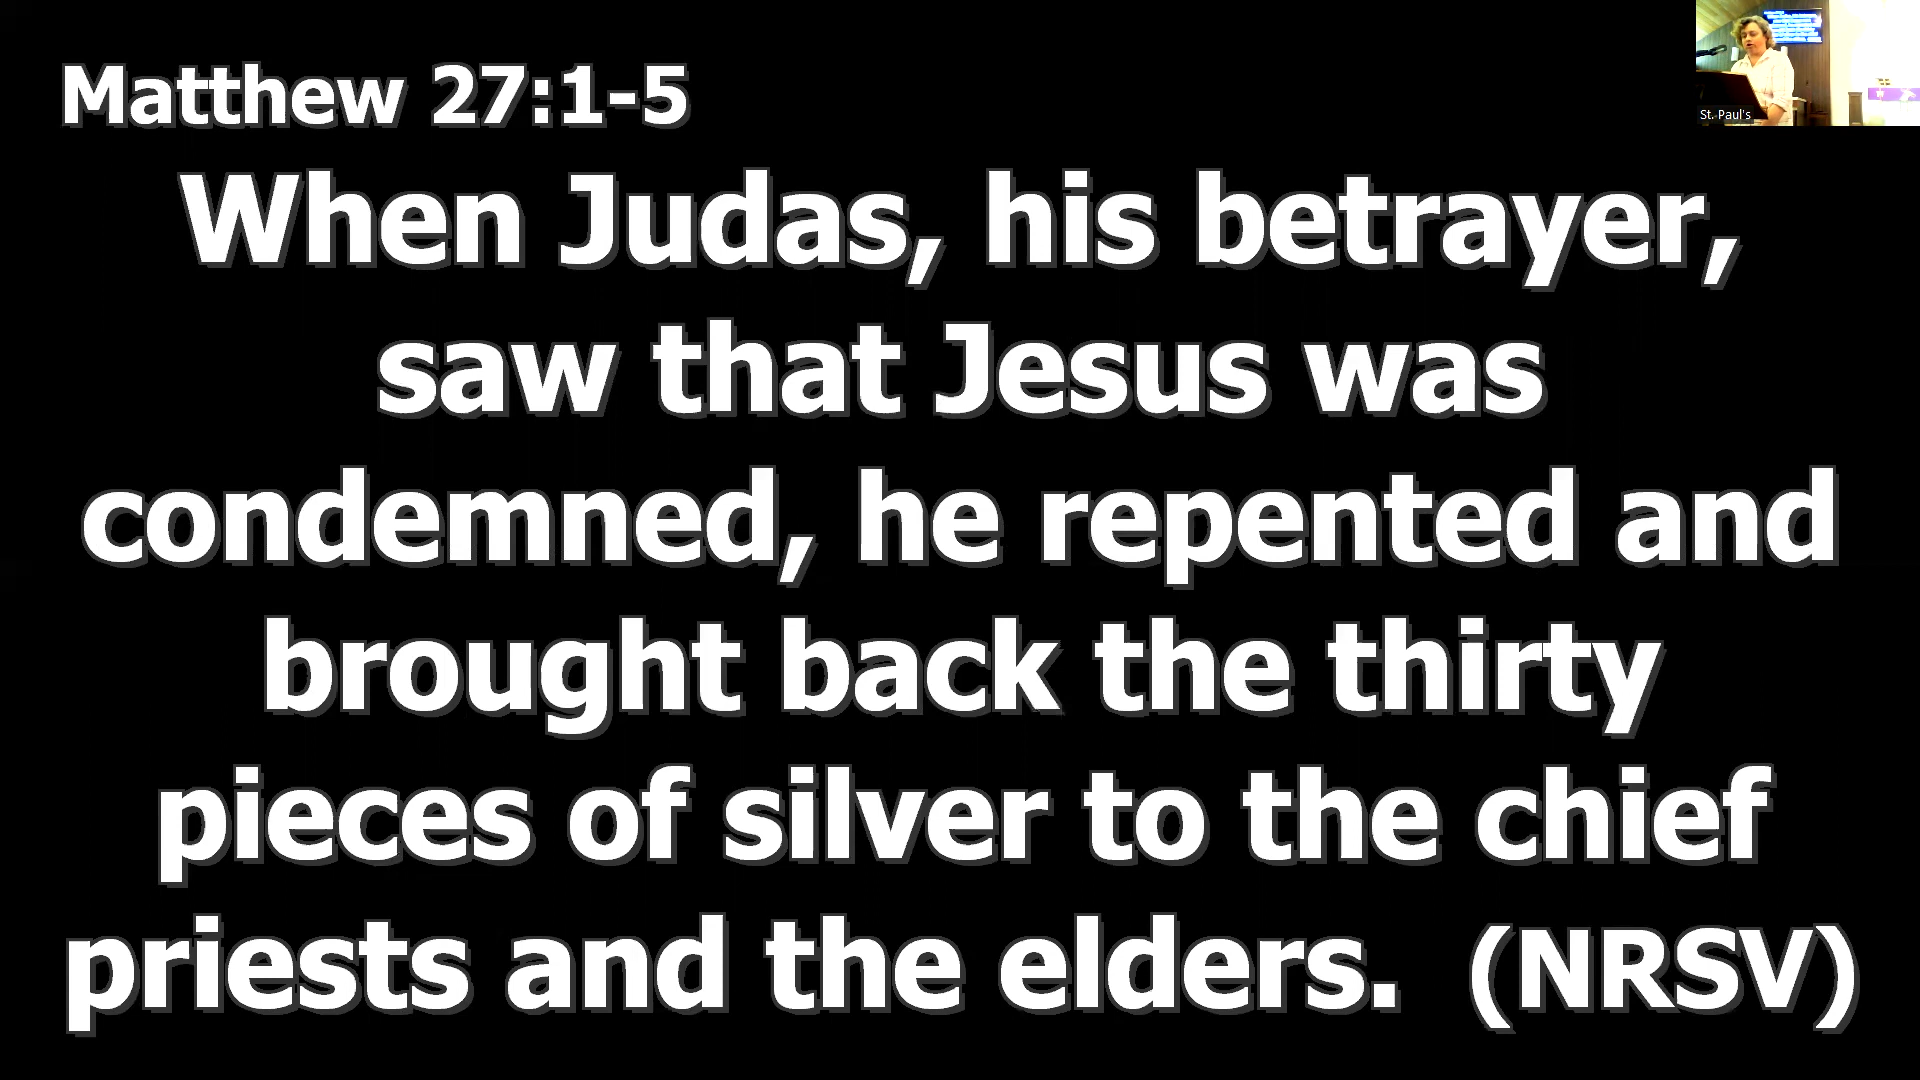 Matthew 27:1-5
When Judas, his betrayer,
saw that Jesus was
condemned, he repented and
brought back the thirty
pieces of silver to the chief
priests and the elders. (NRSV)
St. Paul's